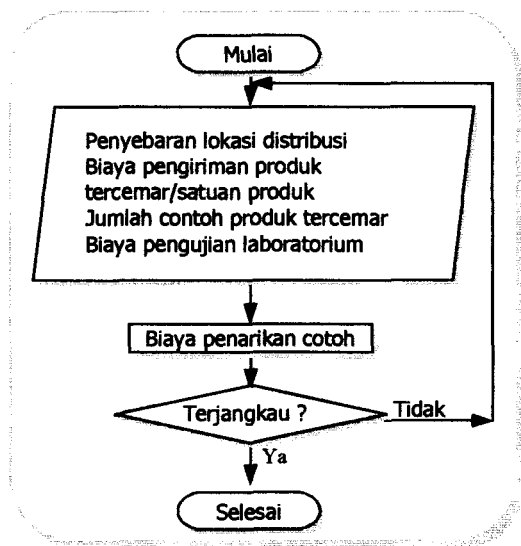 Mulai
Penyebaran lokasi distribusi
Biaya pengiriman produk
tercemar/satuan produk
Jumlah contoh produk tercemar
Biaya pengujian laboratorium
Biaya penarikan cotoh
Terjangkau ?
Tidak
Ya
Selesai